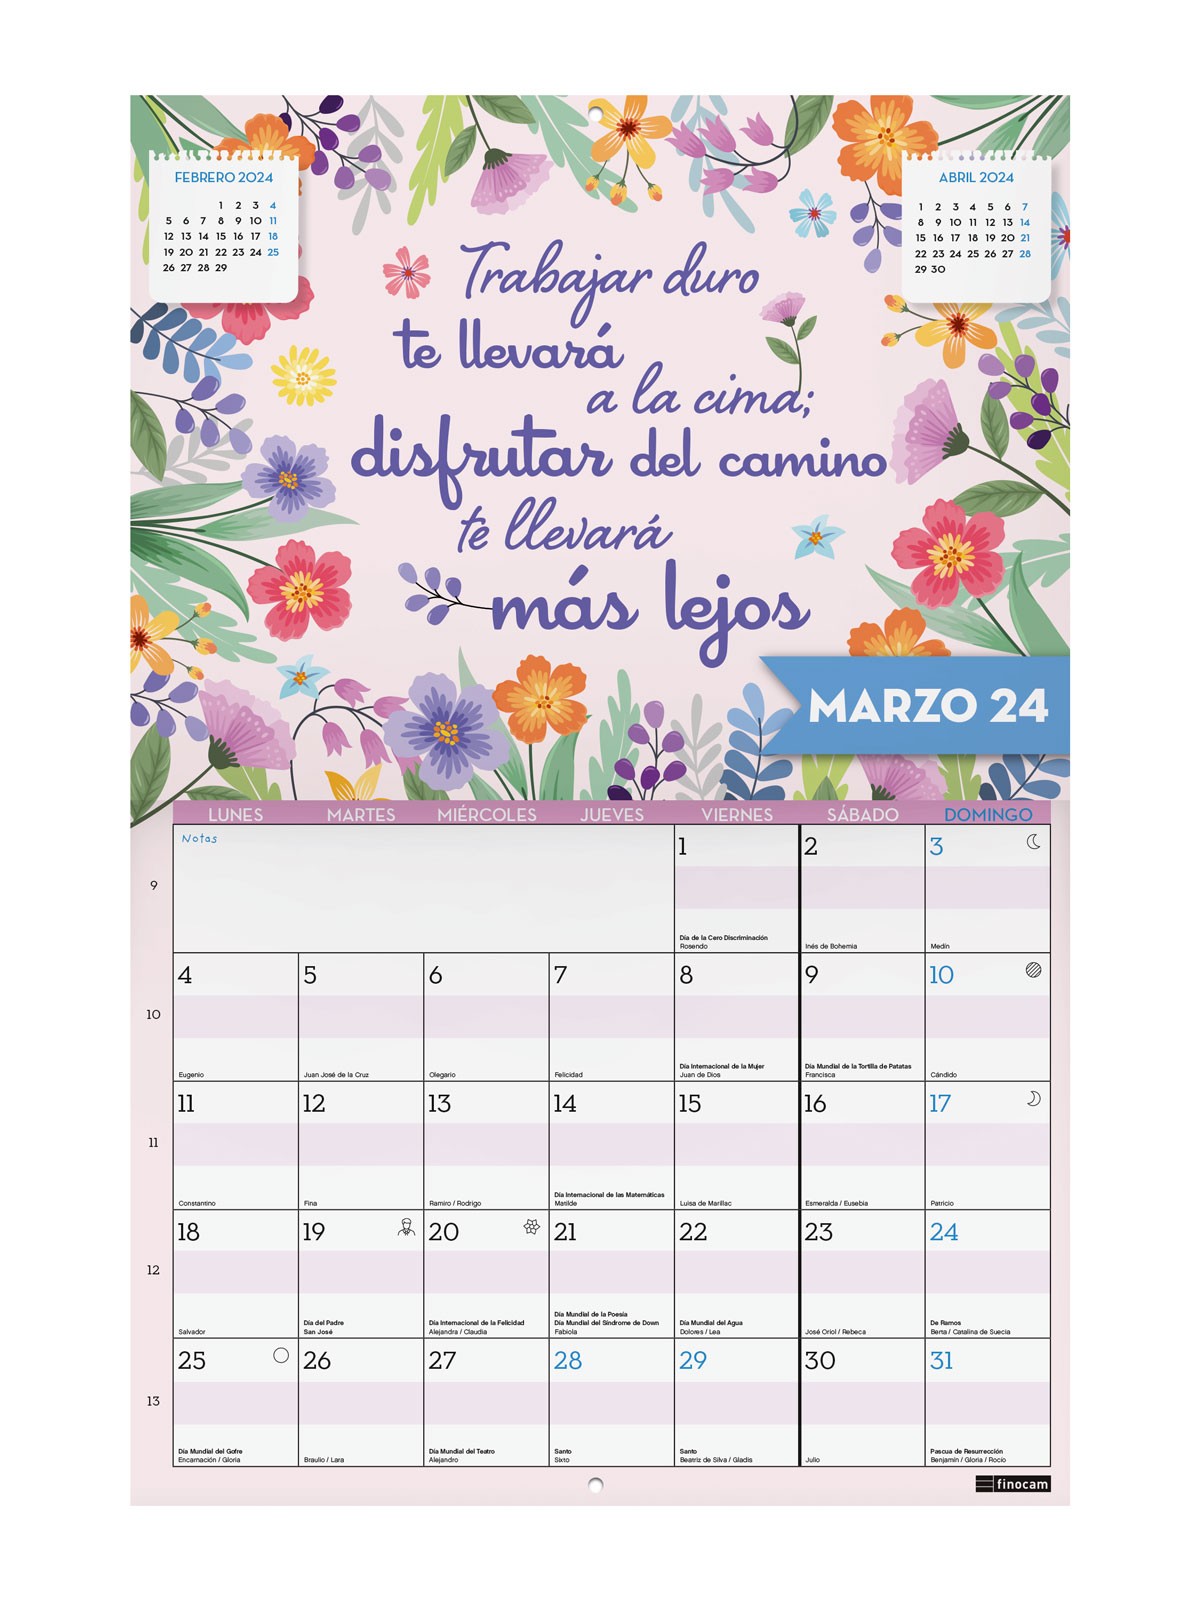 FEBRERO 2024
1 2 3 4
5 6 7 8 9 10 11
12 13 14 15 16 17 18
19 20 21 22 23 24 25
26 27 28 29
ABRIL 2024
1 2 3 4 5 6 7
8 9 10 11 12 13 14
15 16 17 18 19 20 21
22 23 24 25 26 27 28
29 30
Trabajar duro
te llevará
a la cima;
disfrutar del camino
te llevará
más lejos
MARZO 24
LUNES MARTES MIÉRCOLES JUEVES VIERNES SÁBADO DOMINGO
Notas
9
1
Día de la Cero Discriminación
Rosendo
2
Inés de Bohemia
3
Medín
10
4
Eugenio
5
Juan José de la Cruz
6
Olegario
7
Felicidad
8
Día Internacional de la Mujer
Juan de Dios
9
Día Mundial de la Tortilla de Patatas
Francisca
10
Cándido
11
11
Constantino
12
Fina
13
Ramiro / Rodrigo
14
Día Internacional de las Matemáticas
Matilde
15
Luisa de Marillac
16
Esmeralda / Eusebia
17
Patricio
12
18
Salvador
19
Día del Padre
San José
20
Día Internacional de la Felicidad
Alejandra / Claudia
21
Día Mundial de la Poesía
Día Mundial del Síndrome de Down
Fabiola
22
Día Mundial del Agua
Dolores / Lea
23
José Oriol / Rebeca
24
De Ramos
Berta / Catalina de Suecia
13
25
Día Mundial del Gofre
Encarnación / Gloria
26
Braulio / Lara
27
Día Mundial del Teatro
Alejandro
28
Santo
Sixto
29
Santo
Beatriz de Silva / Gladis
30
Julio
31
Pascua de Resurrección
Benjamín / Gloria / Rocío
finocam